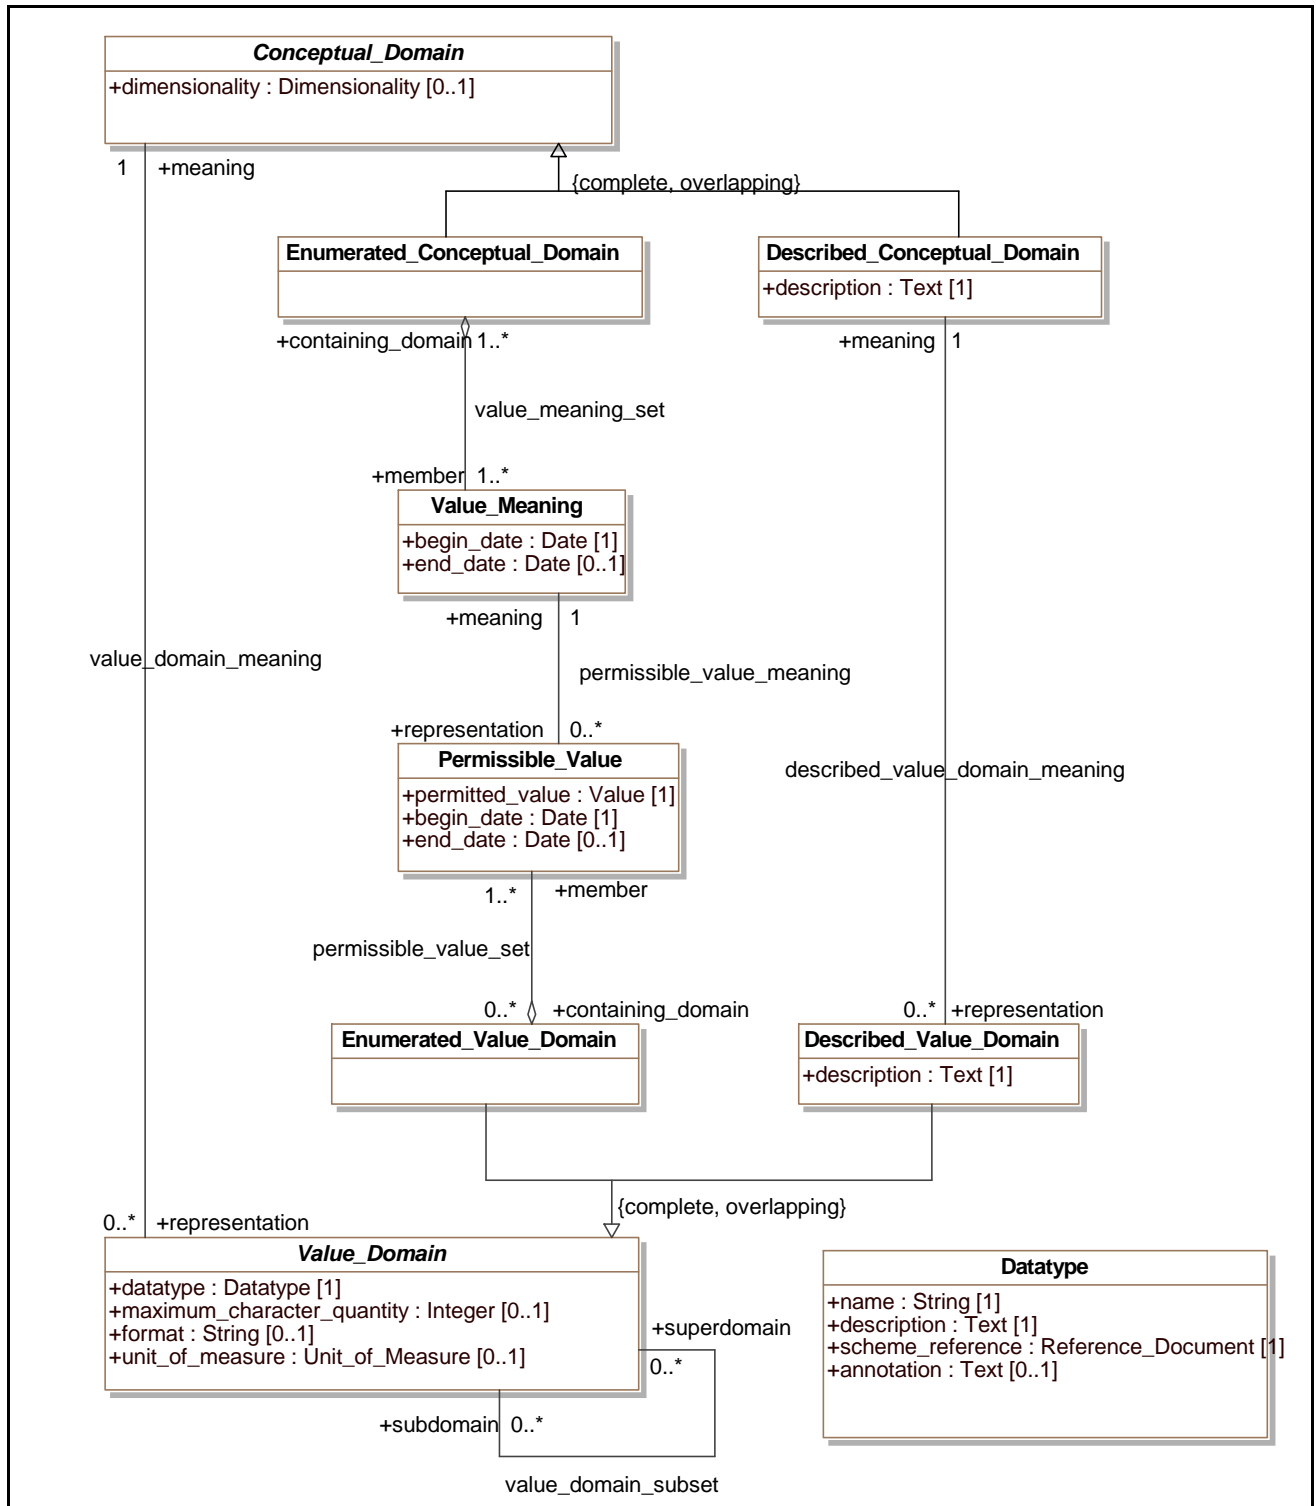 Conceptual_Domain
+dimensionality : Dimensionality [0..1]
1 +meaning
{complete, overlapping}
Enumerated_Conceptual_Domain
Described_Conceptual_Domain
+description : Text [1]
+containing_domain 1..*
+meaning 1
value_meaning_set
+member 1..*
Value_Meaning
+begin_date : Date [1]
+end_date : Date [0..1]
+meaning 1
value_domain_meaning
permissible_value_meaning
+representation 0..*
Permissible_Value
+permitted_value : Value [1]
+begin_date : Date [1]
+end_date : Date [0..1]
described_value_domain_meaning
1..* +member
permissible_value_set
0..* +containing_domain
0..* +representation
Enumerated_Value_Domain
Described_Value_Domain
+description : Text [1]
{complete, overlapping}
0..* +representation
Value_Domain
+datatype : Datatype [1]
+maximum_character_quantity : Integer [0..1]
+format : String [0..1]
+unit_of_measure : Unit_of_Measure [0..1]
+superdomain
0..*
+subdomain 0..*
value_domain_subset
Datatype
+name : String [1]
+description : Text [1]
+scheme_reference : Reference_Document [1]
+annotation : Text [0..1]